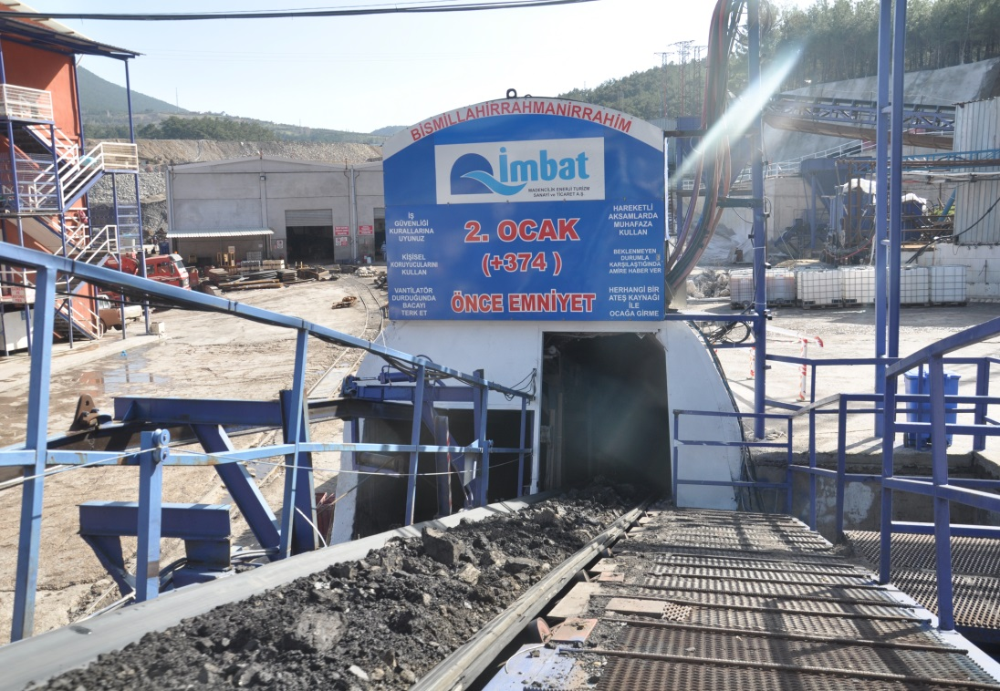 BISMILLAHIRRAHMANIRRAHIM
imbat
MADENCİLİK ENERJİ TURİZM
SANAYİ ve TİCARET A.Ş.
İŞ
GÜVENLİĞİ
KURALLARINA
UYUNUZ
KİŞİSEL
KORUYUCULARINI
KULLAN
VANTİLATÖR
DURDUĞUNDA
BACAYI
TERK ET
2. OCAK
(+374 )
ÖNCE EMNİYET
HAREKETLİ
AKSAMLARDA
MUHAFAZA
KULLAN
BEKLENMEYEN
DURUMLA
KARŞILAŞTIĞINDA
AMİRE HABER VER
HERHANGİ BİR
ATEŞ KAYNAĞI
İLE
OCAĞA GİRME